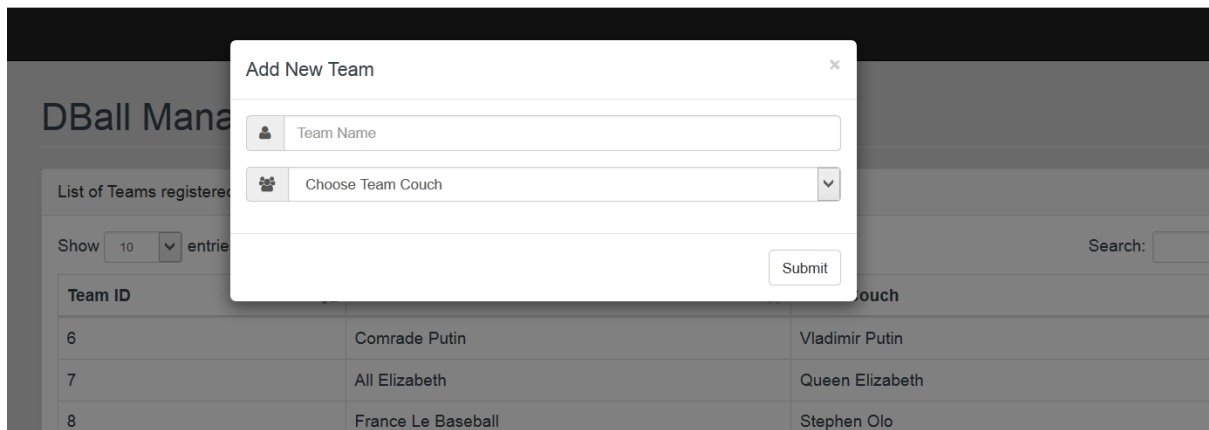 Add New Team
×
DBall Mana
Team Name
List of Teams registered
Choose Team Couch
Show 10 entrie
Search:
Submit
Team ID
ouch
6 Comrade Putin Vladimir Putin
7 All Elizabeth Queen Elizabeth
8 France Le Baseball Stephen Olo